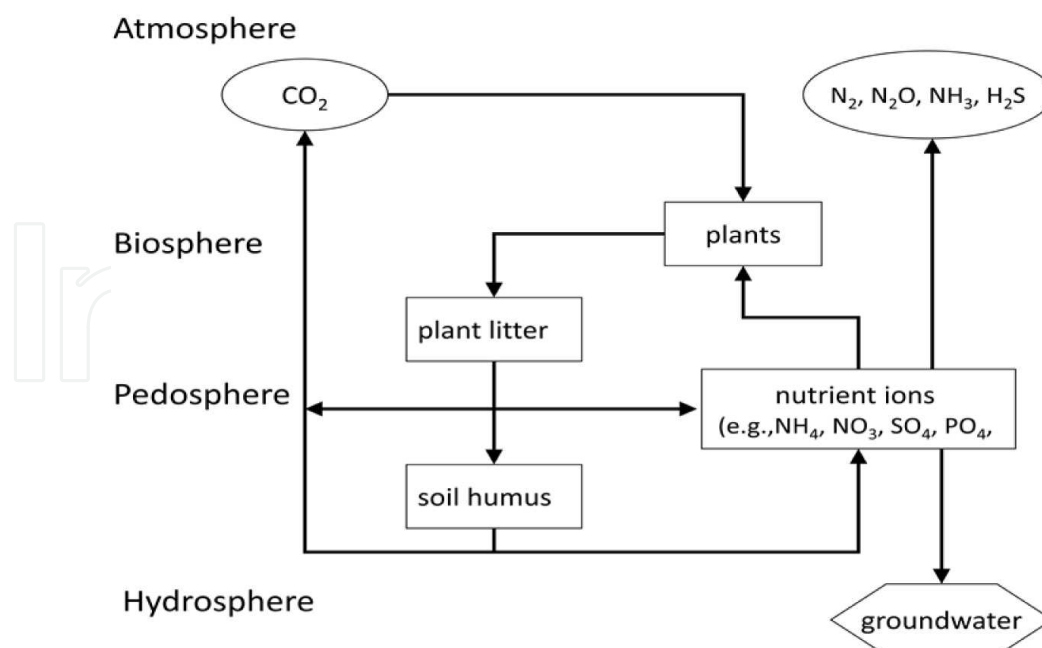 Atmosphere
CO₂
N₂, N₂O, NH₃, H₂S
Biosphere
plants
plant litter
Pedosphere
nutrient ions
(e.g.,NH₄, NO₃, SO₄, PO₄,
soil humus
Hydrosphere
groundwater